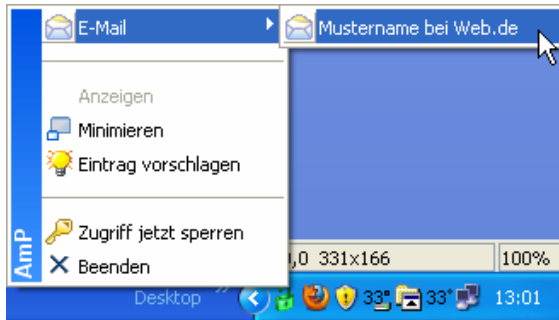 E-Mail
Mustername bei Web.de
Anzeigen
Minimieren
Eintrag vorschlagen
Zugriff jetzt sperren
Beenden
AmP
,0 331x166
100%
Desktop
33°
33°
13:01